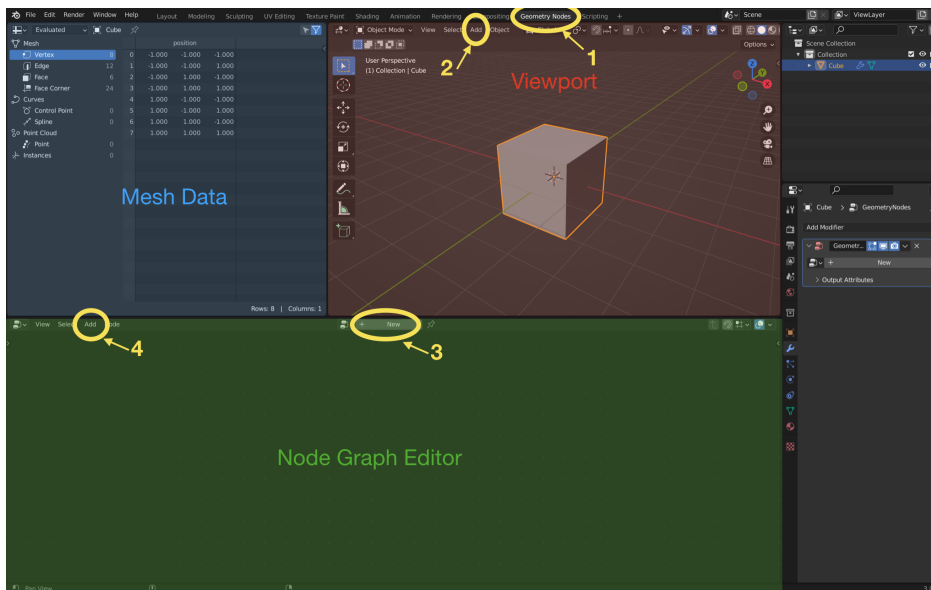 File Edit Render Window Help Layout Modeling Sculpting UV Editing Texture Paint Shading Animation Rendering Geometry Nodes Scripting + Scene ViewLayer
Evaluated Cube
Object Mode View Select Add Object
Options
Mesh
Vertex 8
Edge 12
Face 6
Face Corner 24
Curves
Control Point 0
Spline 0
Point Cloud
Point 0
Instances 0
position
0 -1.000 -1.000 -1.000
1 -1.000 -1.000 1.000
2 -1.000 1.000 -1.000
3 -1.000 1.000 1.000
4 1.000 -1.000 -1.000
5 1.000 -1.000 1.000
6 1.000 1.000 -1.000
7 1.000 1.000 1.000
Mesh Data
Rows: 8 | Columns: 1
User Perspective
(1) Collection | Cube
2
1
Viewport
Z
Y
X
Scene Collection
Collection
Cube
Cube > GeometryNodes
Add Modifier
Geometr...
+ New
> Output Attributes
View Select Add Node
+ New
4
3
Node Graph Editor
Pan View